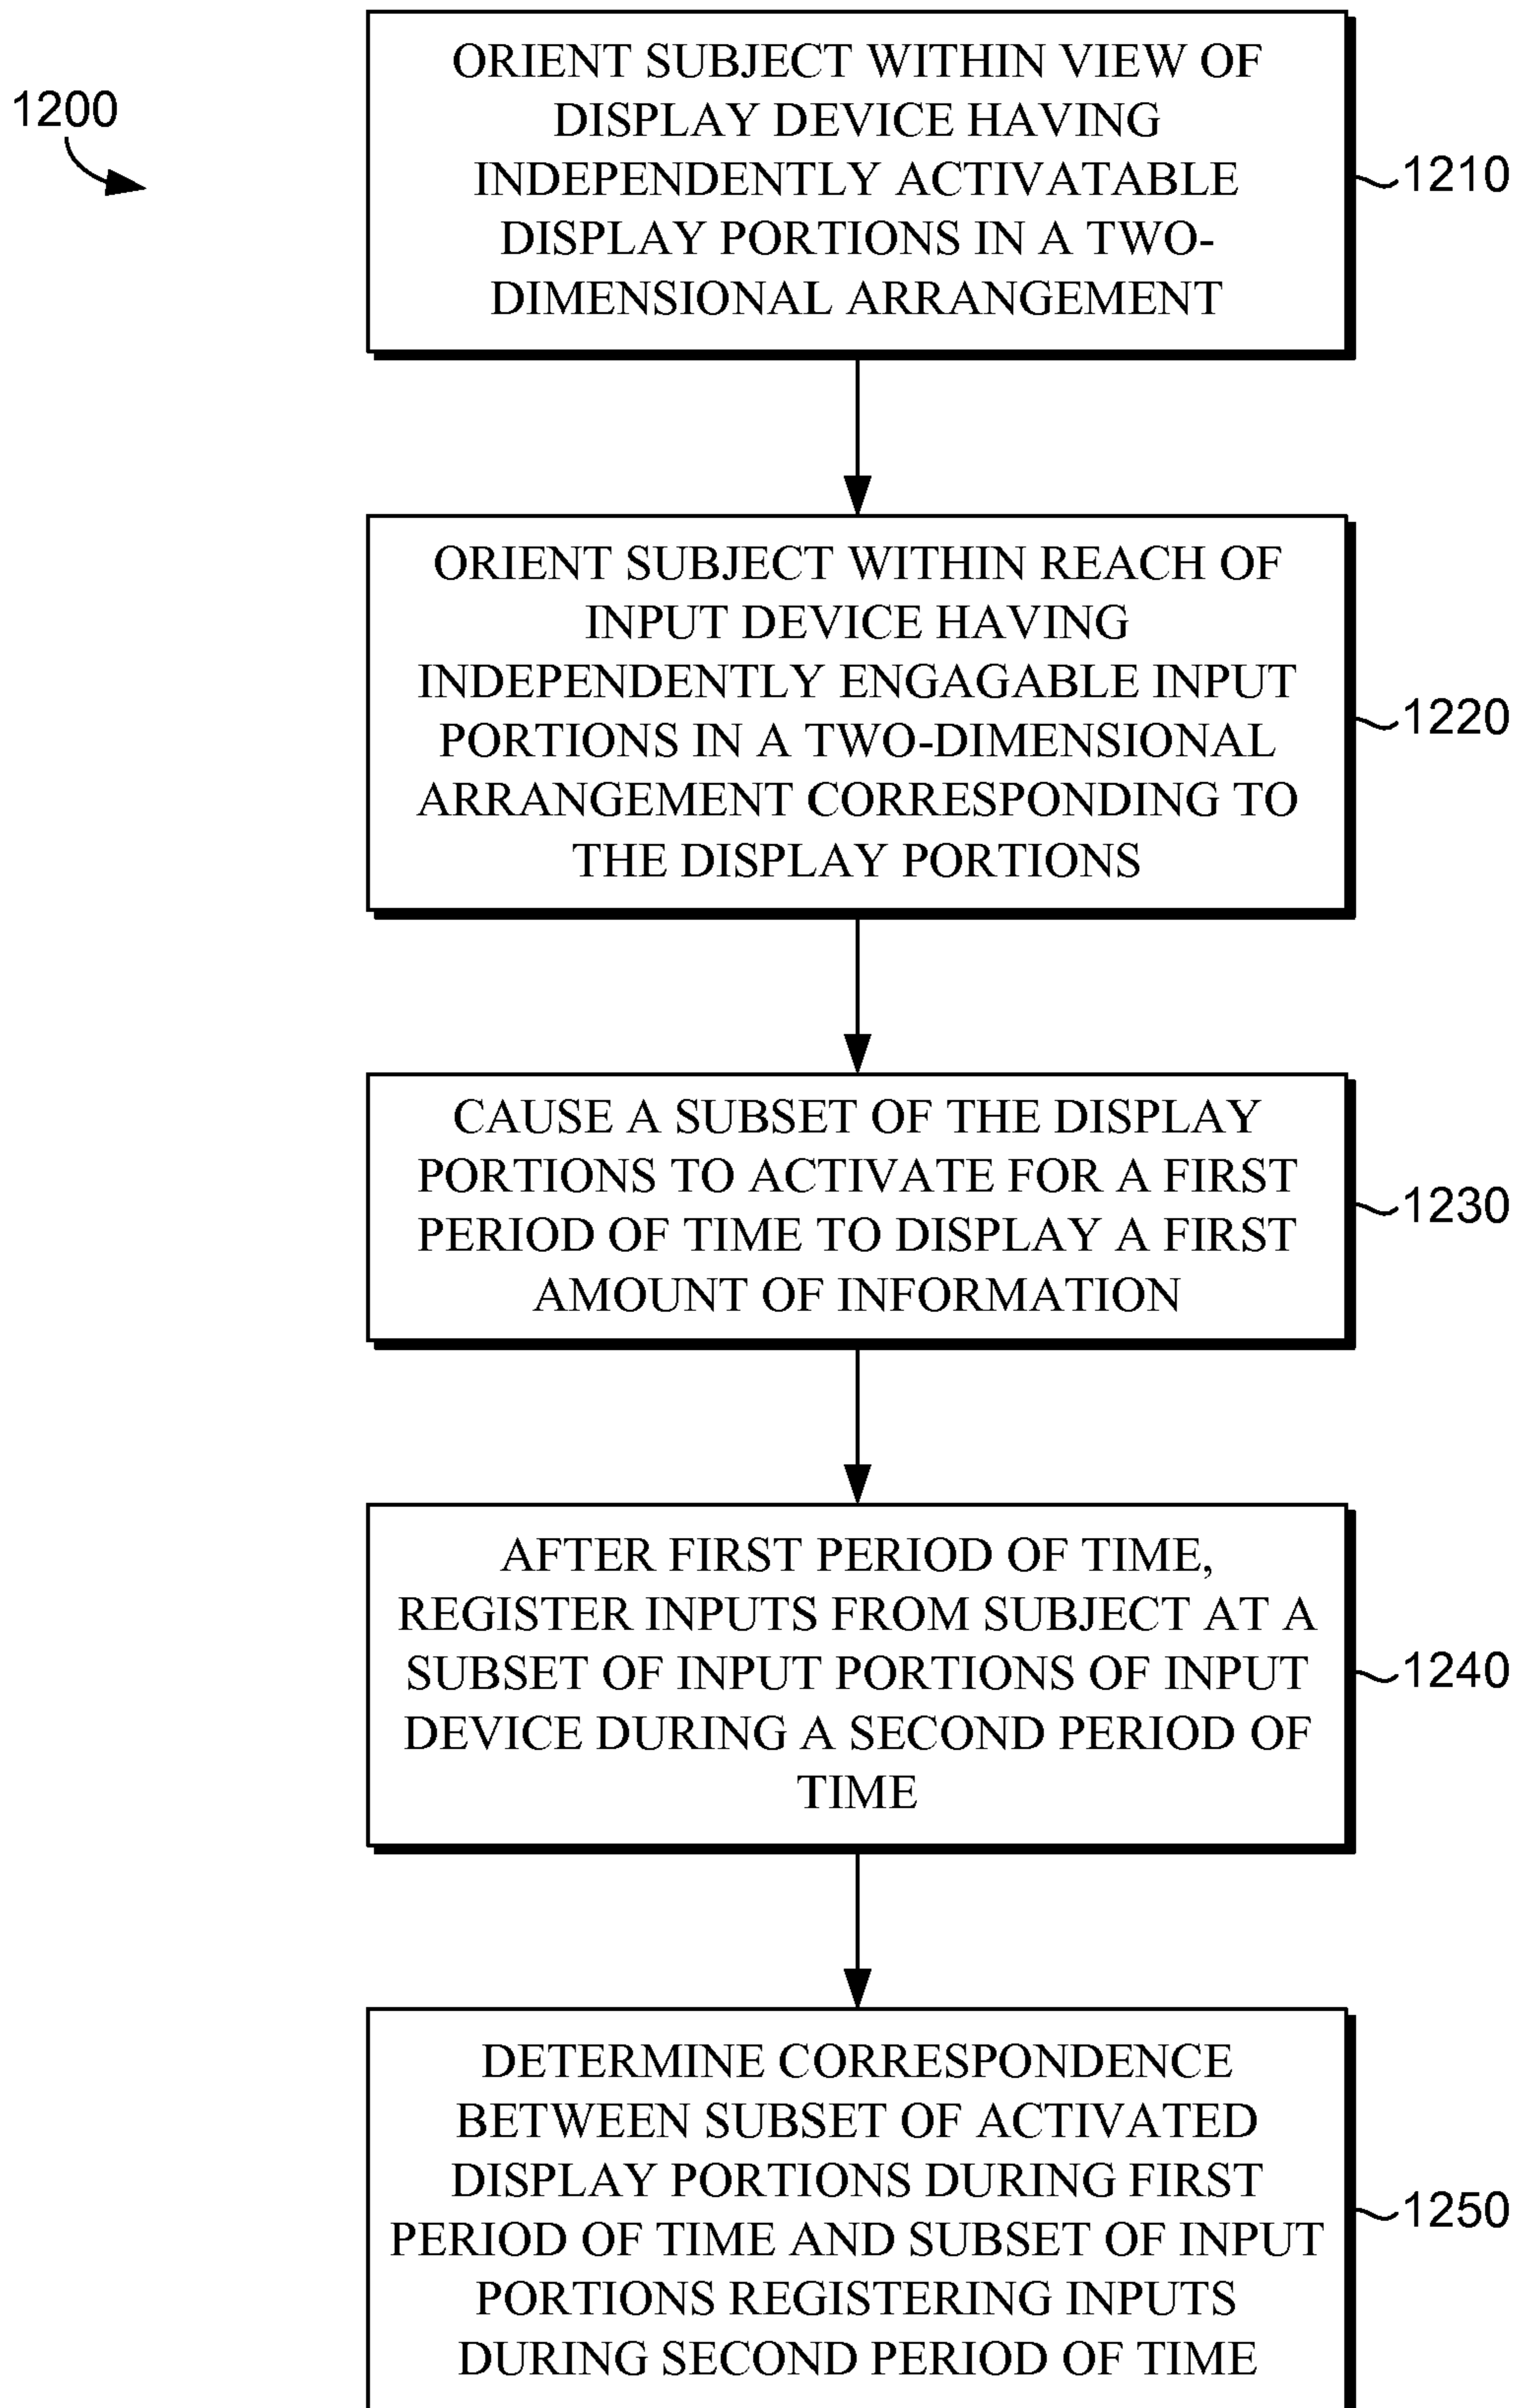 1200
ORIENT SUBJECT WITHIN VIEW OF
DISPLAY DEVICE HAVING
INDEPENDENTLY ACTIVATABLE
DISPLAY PORTIONS IN A TWO-
DIMENSIONAL ARRANGEMENT
1210
ORIENT SUBJECT WITHIN REACH OF
INPUT DEVICE HAVING
INDEPENDENTLY ENGAGABLE INPUT
PORTIONS IN A TWO-DIMENSIONAL
ARRANGEMENT CORRESPONDING TO
THE DISPLAY PORTIONS
1220
CAUSE A SUBSET OF THE DISPLAY
PORTIONS TO ACTIVATE FOR A FIRST
PERIOD OF TIME TO DISPLAY A FIRST
AMOUNT OF INFORMATION
1230
AFTER FIRST PERIOD OF TIME,
REGISTER INPUTS FROM SUBJECT AT A
SUBSET OF INPUT PORTIONS OF INPUT
DEVICE DURING A SECOND PERIOD OF
TIME
1240
DETERMINE CORRESPONDENCE
BETWEEN SUBSET OF ACTIVATED
DISPLAY PORTIONS DURING FIRST
PERIOD OF TIME AND SUBSET OF INPUT
PORTIONS REGISTERING INPUTS
DURING SECOND PERIOD OF TIME
1250